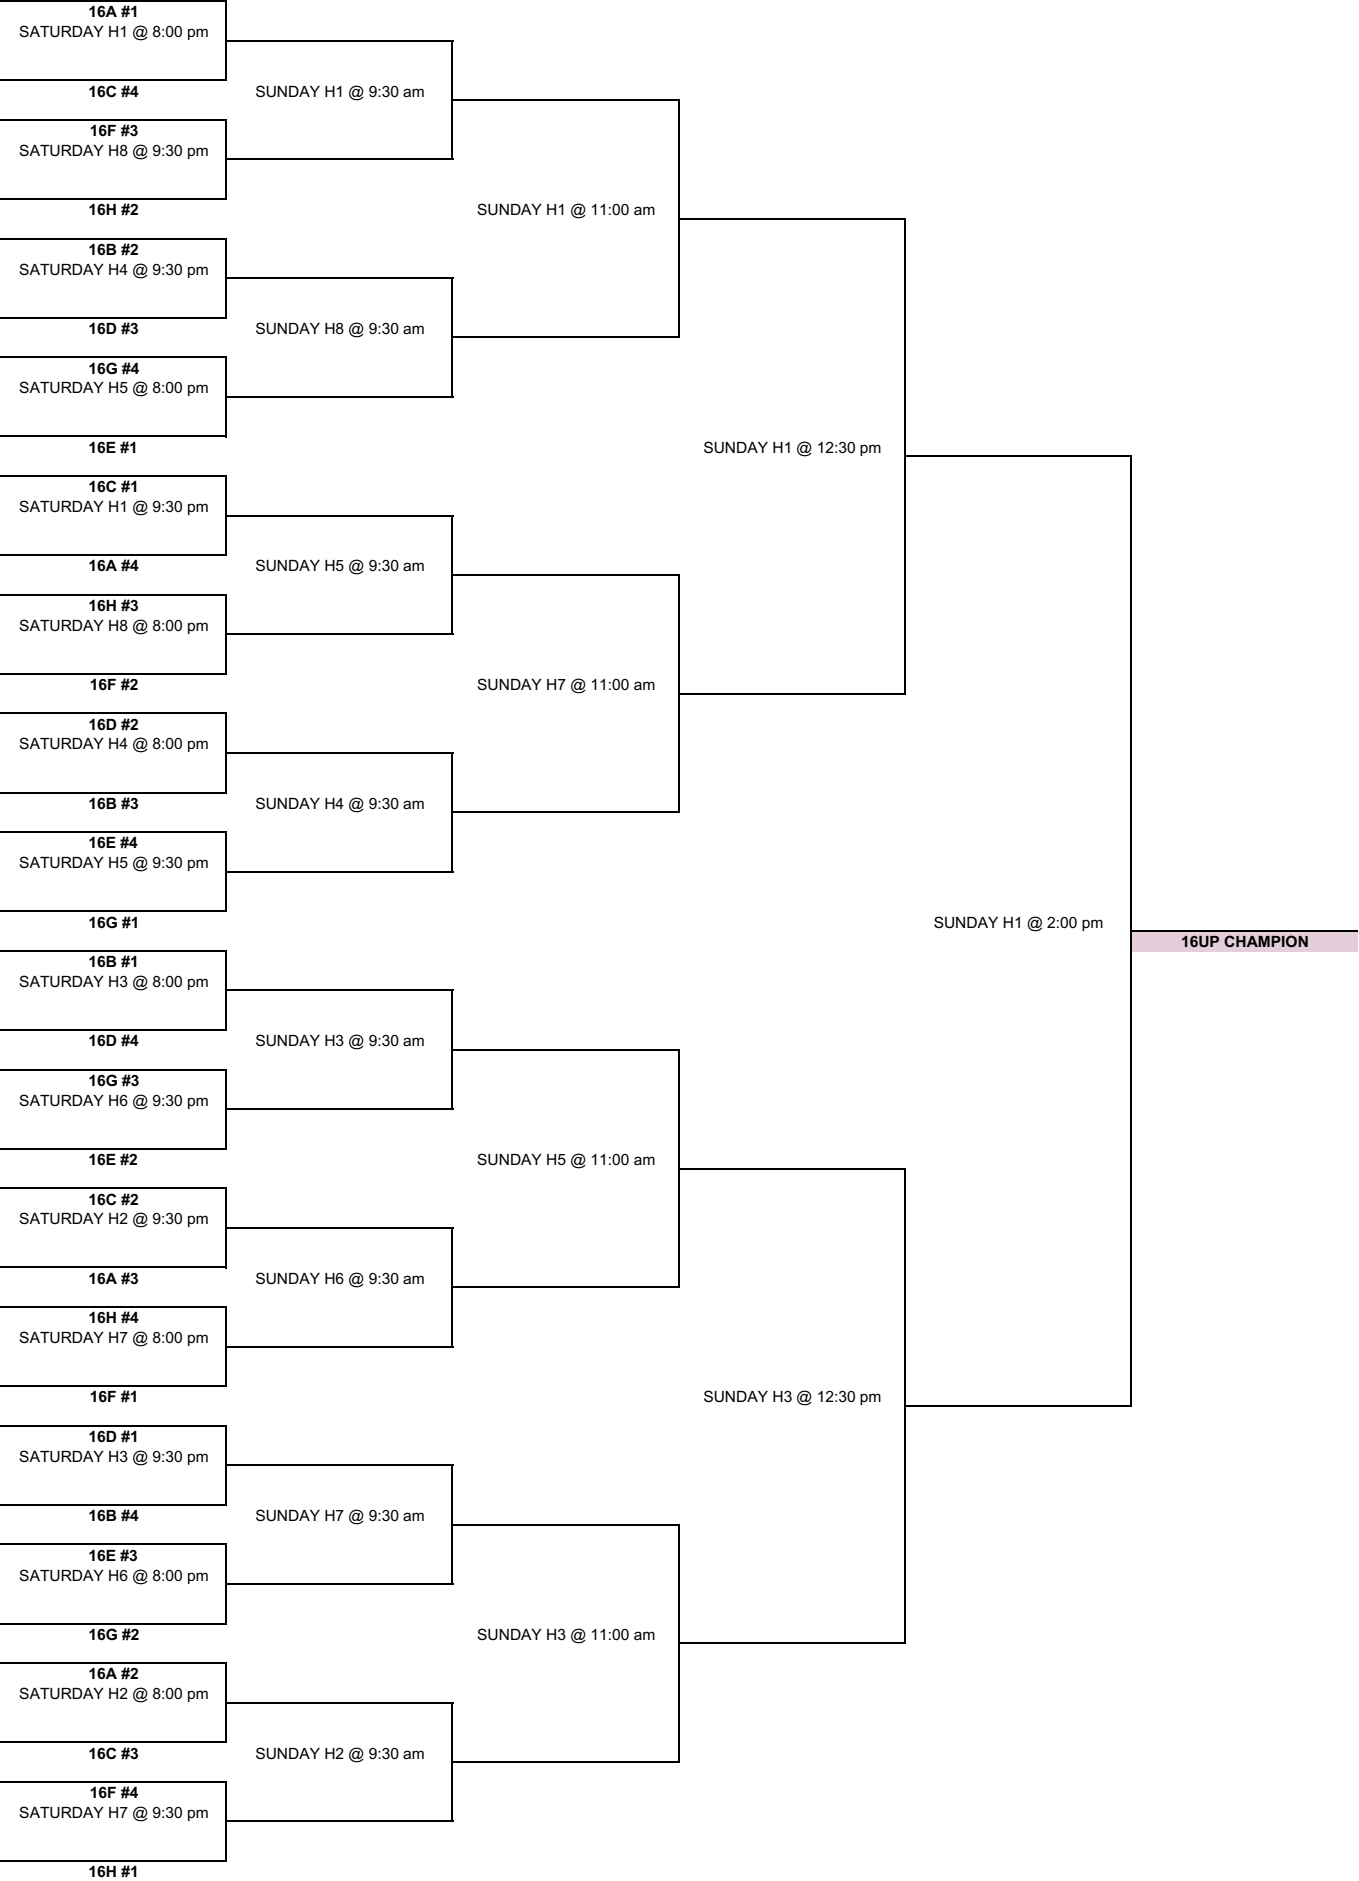 16A #1
SATURDAY H1 @ 8:00 pm
16C #4
SUNDAY H1 @ 9:30 am
16F #3
SATURDAY H8 @ 9:30 pm
16H #2
SUNDAY H1 @ 11:00 am
16B #2
SATURDAY H4 @ 9:30 pm
16D #3
SUNDAY H8 @ 9:30 am
16G #4
SATURDAY H5 @ 8:00 pm
16E #1
SUNDAY H1 @ 12:30 pm
16C #1
SATURDAY H1 @ 9:30 pm
16A #4
SUNDAY H5 @ 9:30 am
16H #3
SATURDAY H8 @ 8:00 pm
16F #2
SUNDAY H7 @ 11:00 am
16D #2
SATURDAY H4 @ 8:00 pm
16B #3
SUNDAY H4 @ 9:30 am
16E #4
SATURDAY H5 @ 9:30 pm
16G #1
SUNDAY H1 @ 2:00 pm
16UP CHAMPION
16B #1
SATURDAY H3 @ 8:00 pm
16D #4
SUNDAY H3 @ 9:30 am
16G #3
SATURDAY H6 @ 9:30 pm
16E #2
SUNDAY H5 @ 11:00 am
16C #2
SATURDAY H2 @ 9:30 pm
16A #3
SUNDAY H6 @ 9:30 am
16H #4
SATURDAY H7 @ 8:00 pm
16F #1
SUNDAY H3 @ 12:30 pm
16D #1
SATURDAY H3 @ 9:30 pm
16B #4
SUNDAY H7 @ 9:30 am
16E #3
SATURDAY H6 @ 8:00 pm
16G #2
SUNDAY H3 @ 11:00 am
16A #2
SATURDAY H2 @ 8:00 pm
16C #3
SUNDAY H2 @ 9:30 am
16F #4
SATURDAY H7 @ 9:30 pm
16H #1